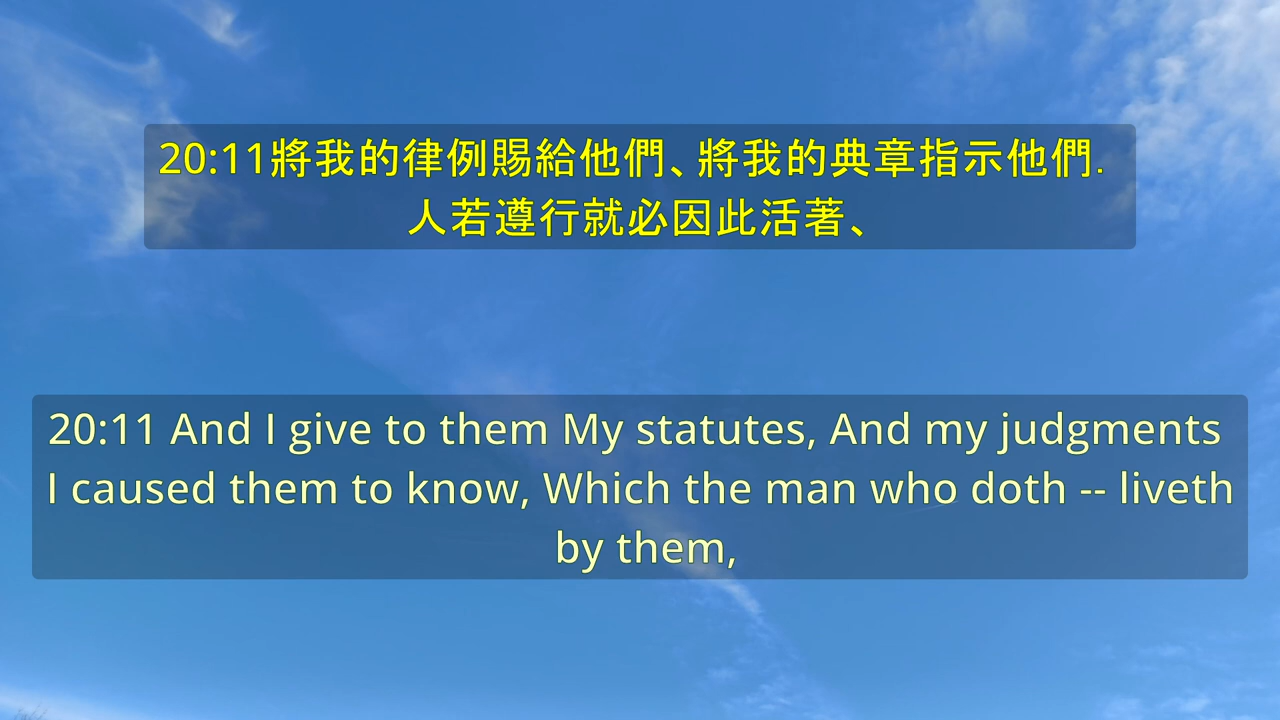 20:11將我的律例賜給他們、將我的典章指示他們.
人若遵行就必因此活著、
20:11 And I give to them My statutes, And my judgments
I caused them to know, Which the man who doth -- liveth
by them,